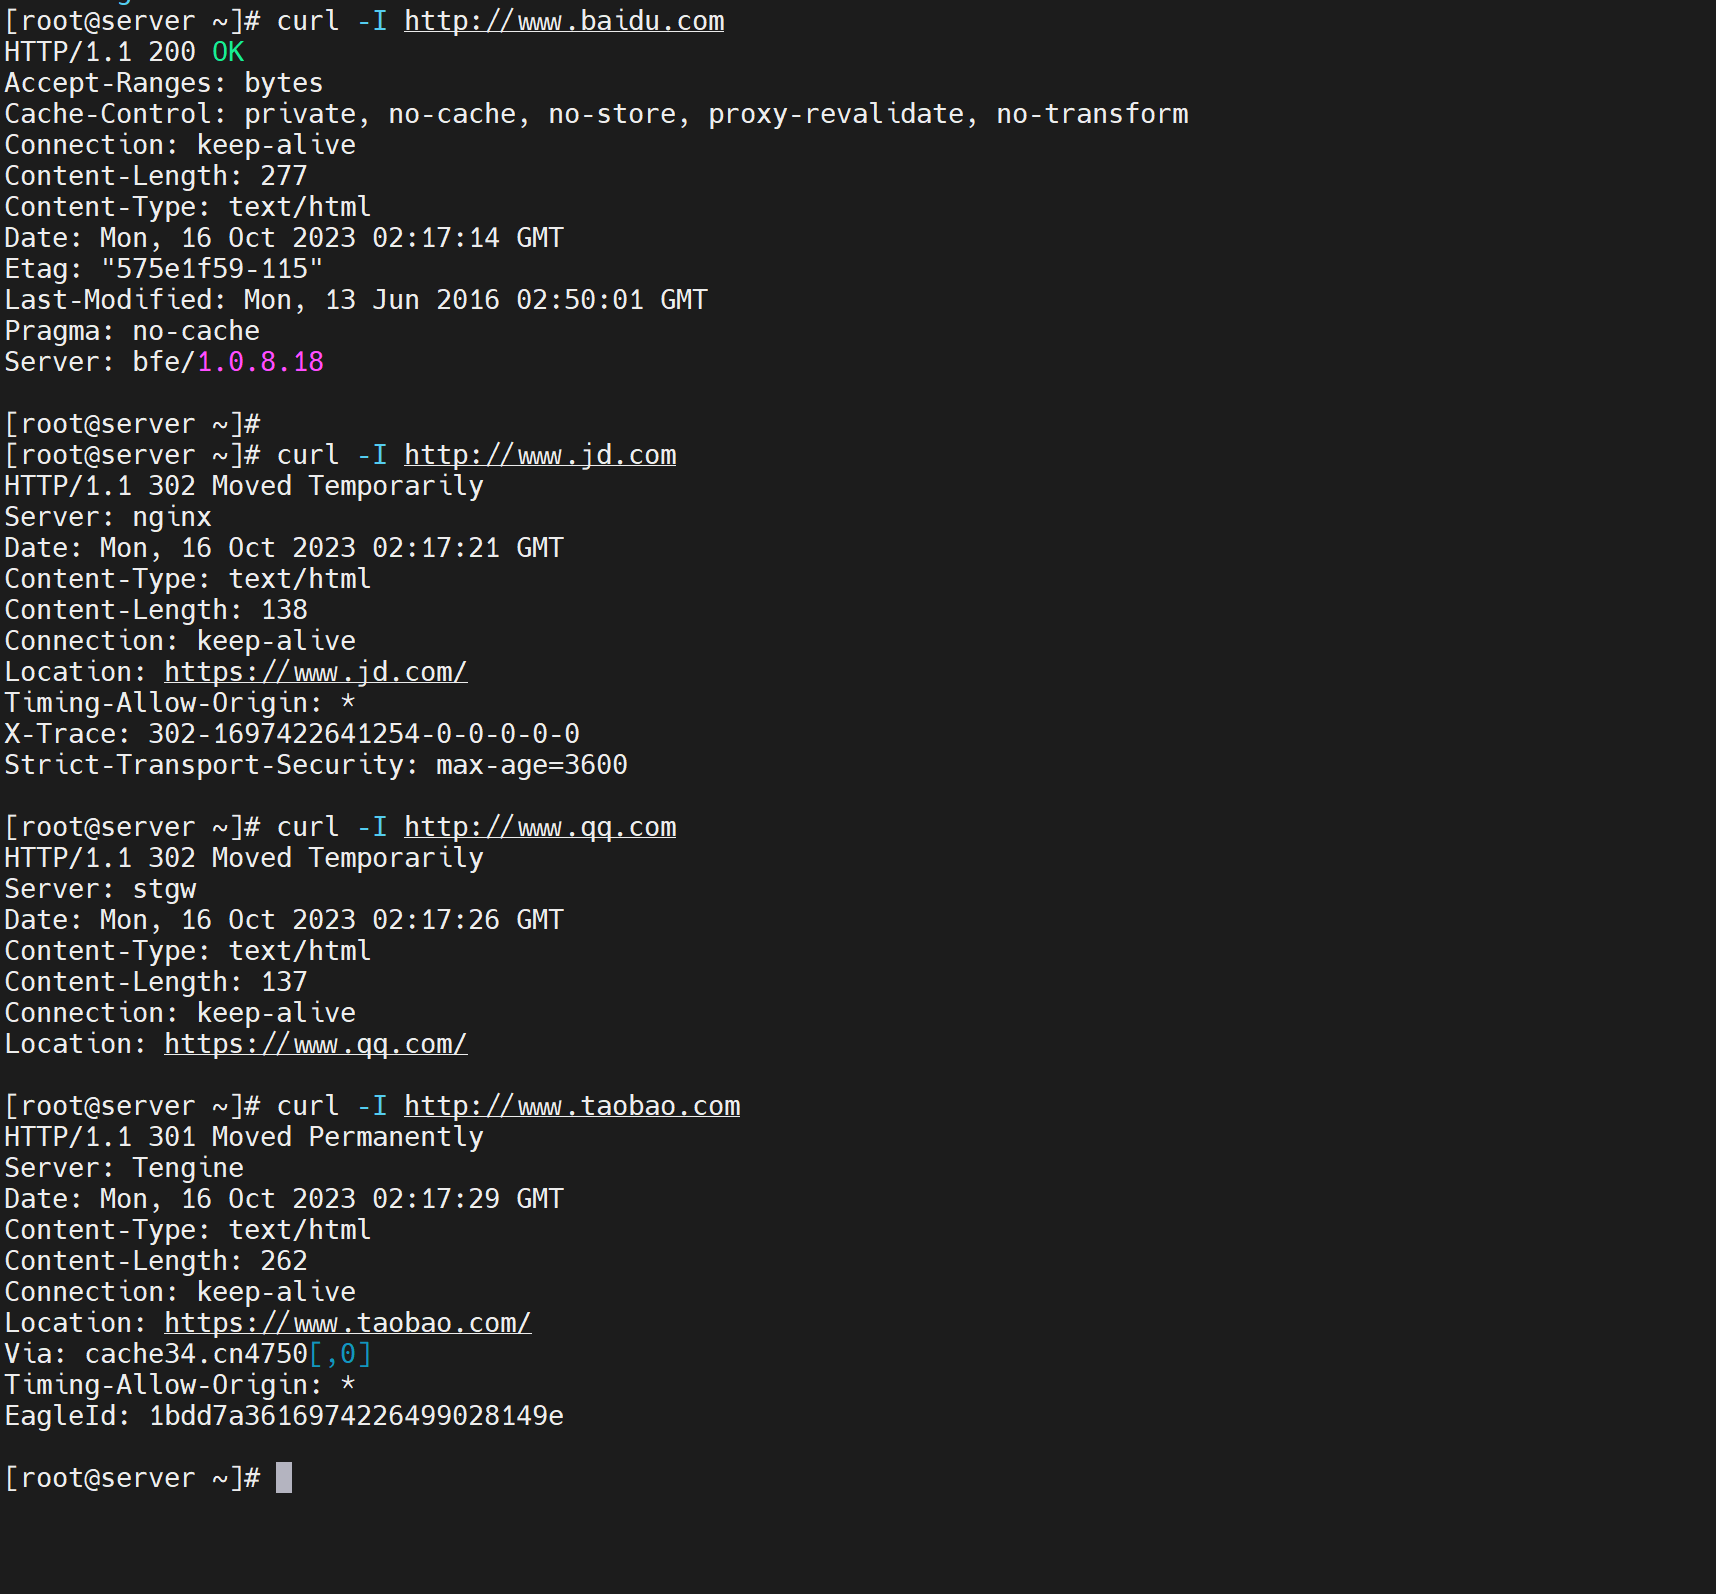 [root@server ~]# curl -I http://www.baidu.com
HTTP/1.1 200 OK
Accept-Ranges: bytes
Cache-Control: private, no-cache, no-store, proxy-revalidate, no-transform
Connection: keep-alive
Content-Length: 277
Content-Type: text/html
Date: Mon, 16 Oct 2023 02:17:14 GMT
Etag: "575e1f59-115"
Last-Modified: Mon, 13 Jun 2016 02:50:01 GMT
Pragma: no-cache
Server: bfe/1.0.8.18

[root@server ~]#
[root@server ~]# curl -I http://www.jd.com
HTTP/1.1 302 Moved Temporarily
Server: nginx
Date: Mon, 16 Oct 2023 02:17:21 GMT
Content-Type: text/html
Content-Length: 138
Connection: keep-alive
Location: https://www.jd.com/
Timing-Allow-Origin: *
X-Trace: 302-1697422641254-0-0-0-0-0
Strict-Transport-Security: max-age=3600

[root@server ~]# curl -I http://www.qq.com
HTTP/1.1 302 Moved Temporarily
Server: stgw
Date: Mon, 16 Oct 2023 02:17:26 GMT
Content-Type: text/html
Content-Length: 137
Connection: keep-alive
Location: https://www.qq.com/

[root@server ~]# curl -I http://www.taobao.com
HTTP/1.1 301 Moved Permanently
Server: Tengine
Date: Mon, 16 Oct 2023 02:17:29 GMT
Content-Type: text/html
Content-Length: 262
Connection: keep-alive
Location: https://www.taobao.com/
Via: cache34.cn4750[,0]
Timing-Allow-Origin: *
EagleId: 1bdd7a3616974226499028149e

[root@server ~]#